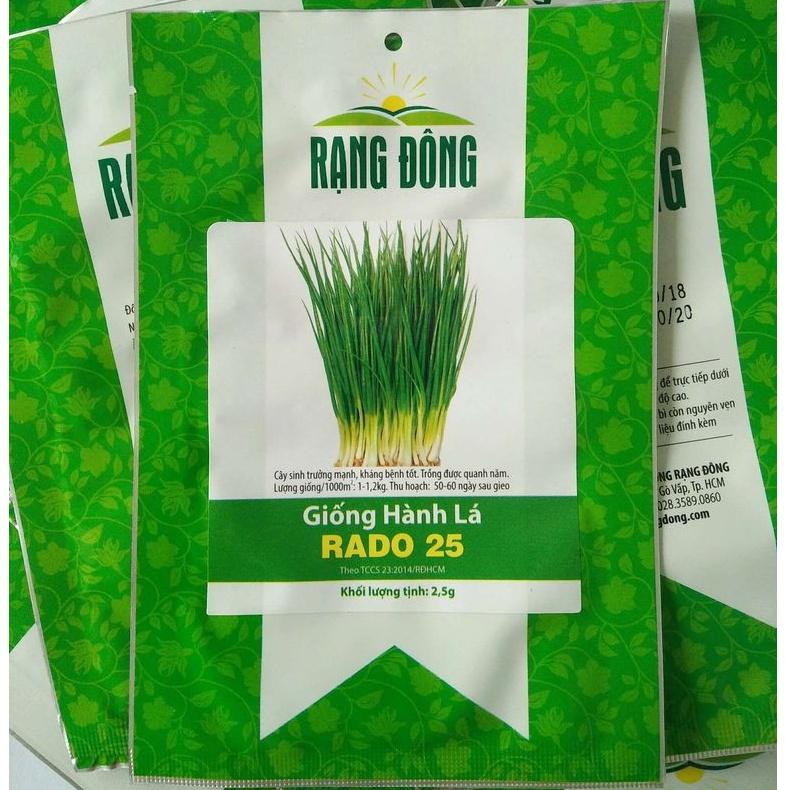 RẠNG ĐÔNG
Cây sinh trưởng mạnh, kháng bệnh tốt. Trồng được quanh năm.
Lượng giống/1000m²: 1-1,2kg. Thu hoạch: 50-60 ngày sau gieo
Giống Hành Lá
RADO 25
Theo TCCS 23:2014/RĐHCM
Khối lượng tịnh: 2,5g
/18
0/20
để trực tiếp dưới
độ cao.
bì còn nguyên vẹn
liệu đính kèm
NG RẠNG ĐÔNG
Gò Vấp, Tp. HCM
028.3589.0860
gdong.com